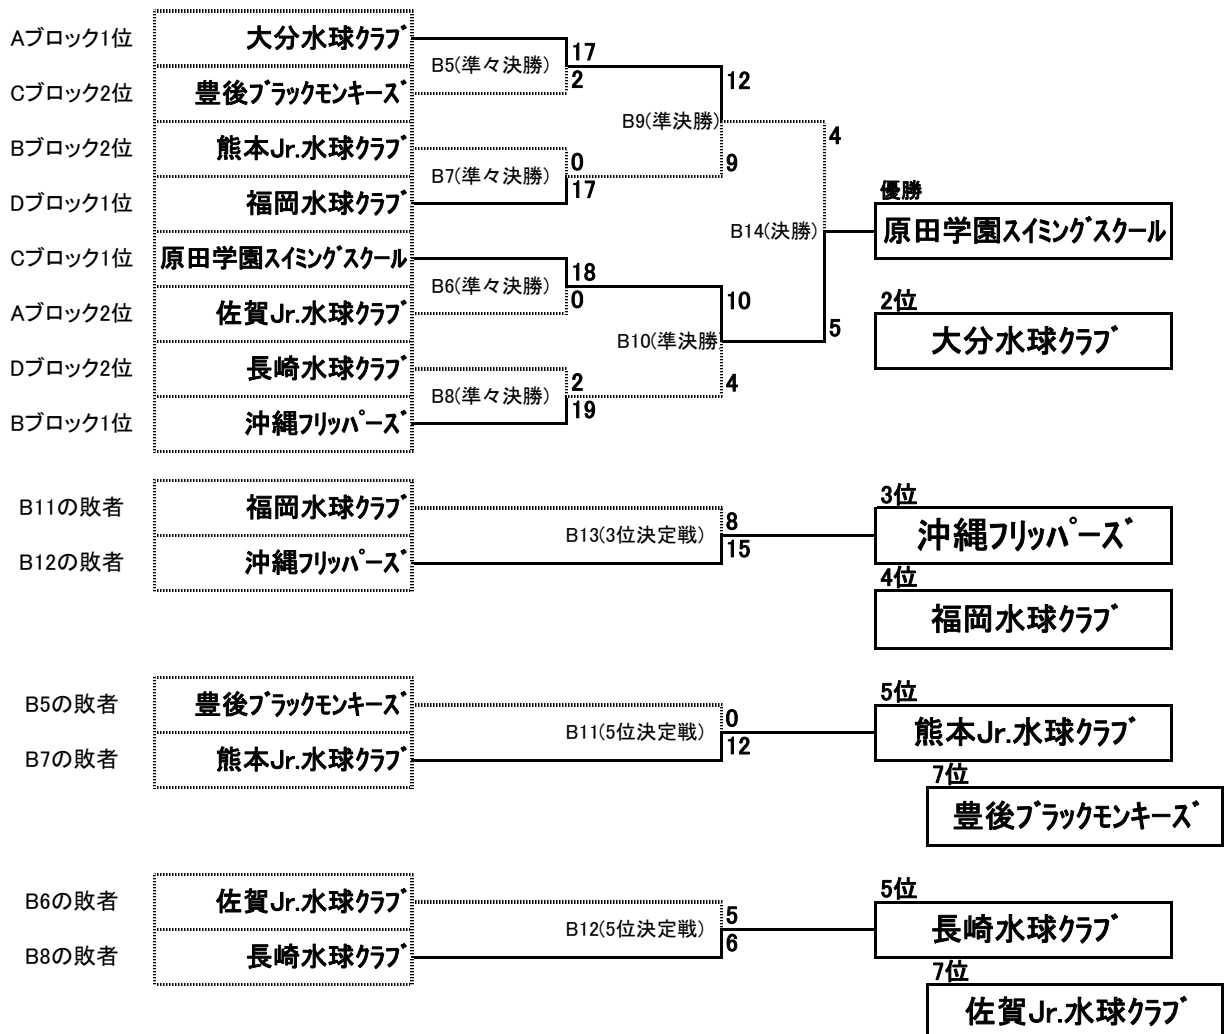 Aブロック1位 大分水球クラブ
B5(準々決勝) 17
2
Cブロック2位 豊後ブラックモンキーズ
12
B9(準決勝)
9
4
Bブロック2位 熊本Jr.水球クラブ
B7(準々決勝) 0
17
Dブロック1位 福岡水球クラブ
B14(決勝)
優勝
原田学園スイミングスクール
Cブロック1位 原田学園スイミングスクール
B6(準々決勝) 18
0
Aブロック2位 佐賀Jr.水球クラブ
10
B10(準決勝
4
5
2位
大分水球クラブ
Dブロック2位 長崎水球クラブ
B8(準々決勝) 2
19
Bブロック1位 沖縄フリッパーズ
B11の敗者 福岡水球クラブ
B13(3位決定戦) 8
15
B12の敗者 沖縄フリッパーズ
3位
沖縄フリッパーズ
4位
福岡水球クラブ
B5の敗者 豊後ブラックモンキーズ
B11(5位決定戦) 0
12
B7の敗者 熊本Jr.水球クラブ
5位
熊本Jr.水球クラブ
7位
豊後ブラックモンキーズ
B6の敗者 佐賀Jr.水球クラブ
B12(5位決定戦) 5
6
B8の敗者 長崎水球クラブ
5位
長崎水球クラブ
7位
佐賀Jr.水球クラブ